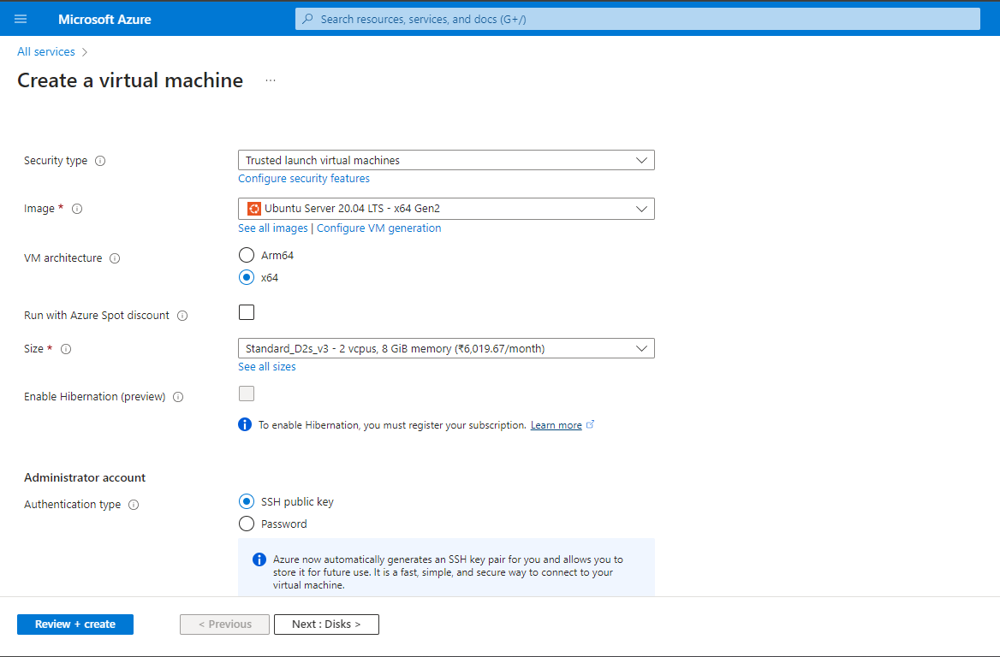 Microsoft Azure
Search resources, services, and docs (G+/)
All services >
Create a virtual machine ...
Security type
Trusted launch virtual machines
Configure security features
Image *
Ubuntu Server 20.04 LTS - x64 Gen2
See all images | Configure VM generation
VM architecture
Arm64
x64
Run with Azure Spot discount
Size *
Standard_D2s_v3 - 2 vcpus, 8 GiB memory (₹6,019.67/month)
See all sizes
Enable Hibernation (preview)
To enable Hibernation, you must register your subscription. Learn more
Administrator account
Authentication type
SSH public key
Password
Azure now automatically generates an SSH key pair for you and allows you to
store it for future use. It is a fast, simple, and secure way to connect to your
virtual machine.
Review + create
< Previous
Next : Disks >